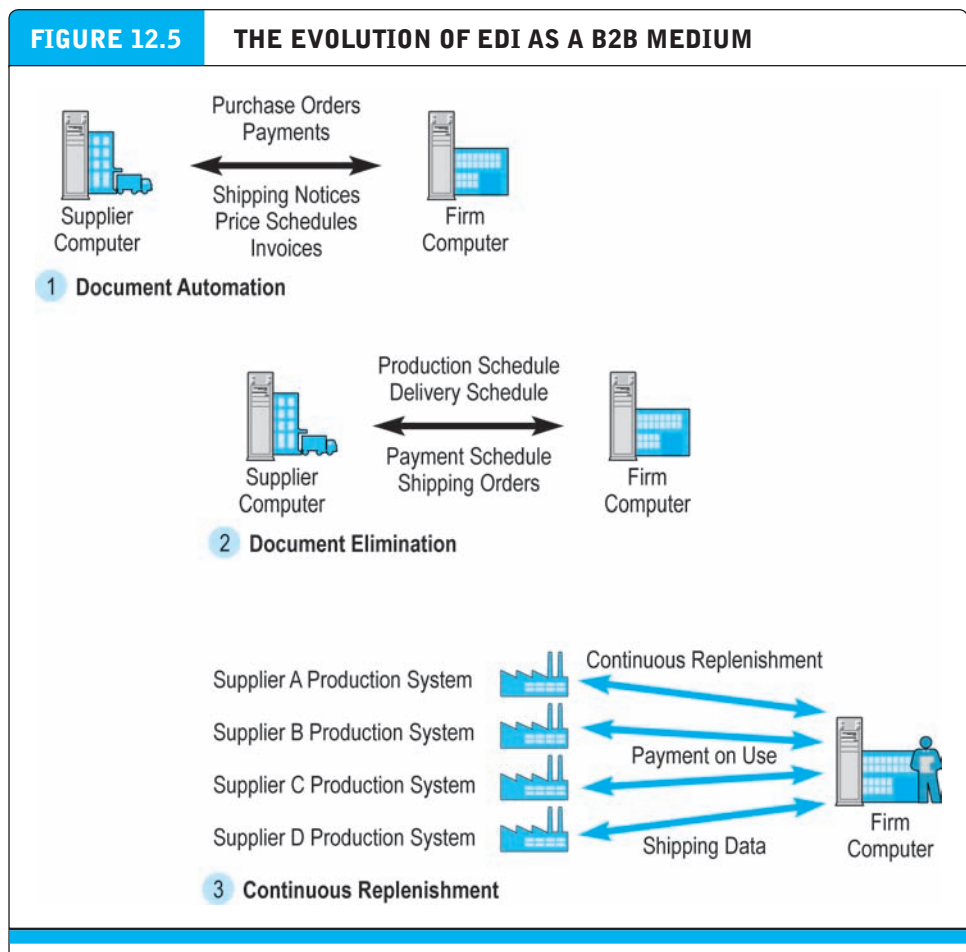 FIGURE 12.5 THE EVOLUTION OF EDI AS A B2B MEDIUM
Purchase Orders
Payments
Shipping Notices
Price Schedules
Invoices
Supplier
Computer
Firm
Computer
1 Document Automation
Production Schedule
Delivery Schedule
Payment Schedule
Shipping Orders
Supplier
Computer
Firm
Computer
2 Document Elimination
Continuous Replenishment
Supplier A Production System
Supplier B Production System
Payment on Use
Supplier C Production System
Supplier D Production System
Shipping Data
Firm
Computer
3 Continuous Replenishment